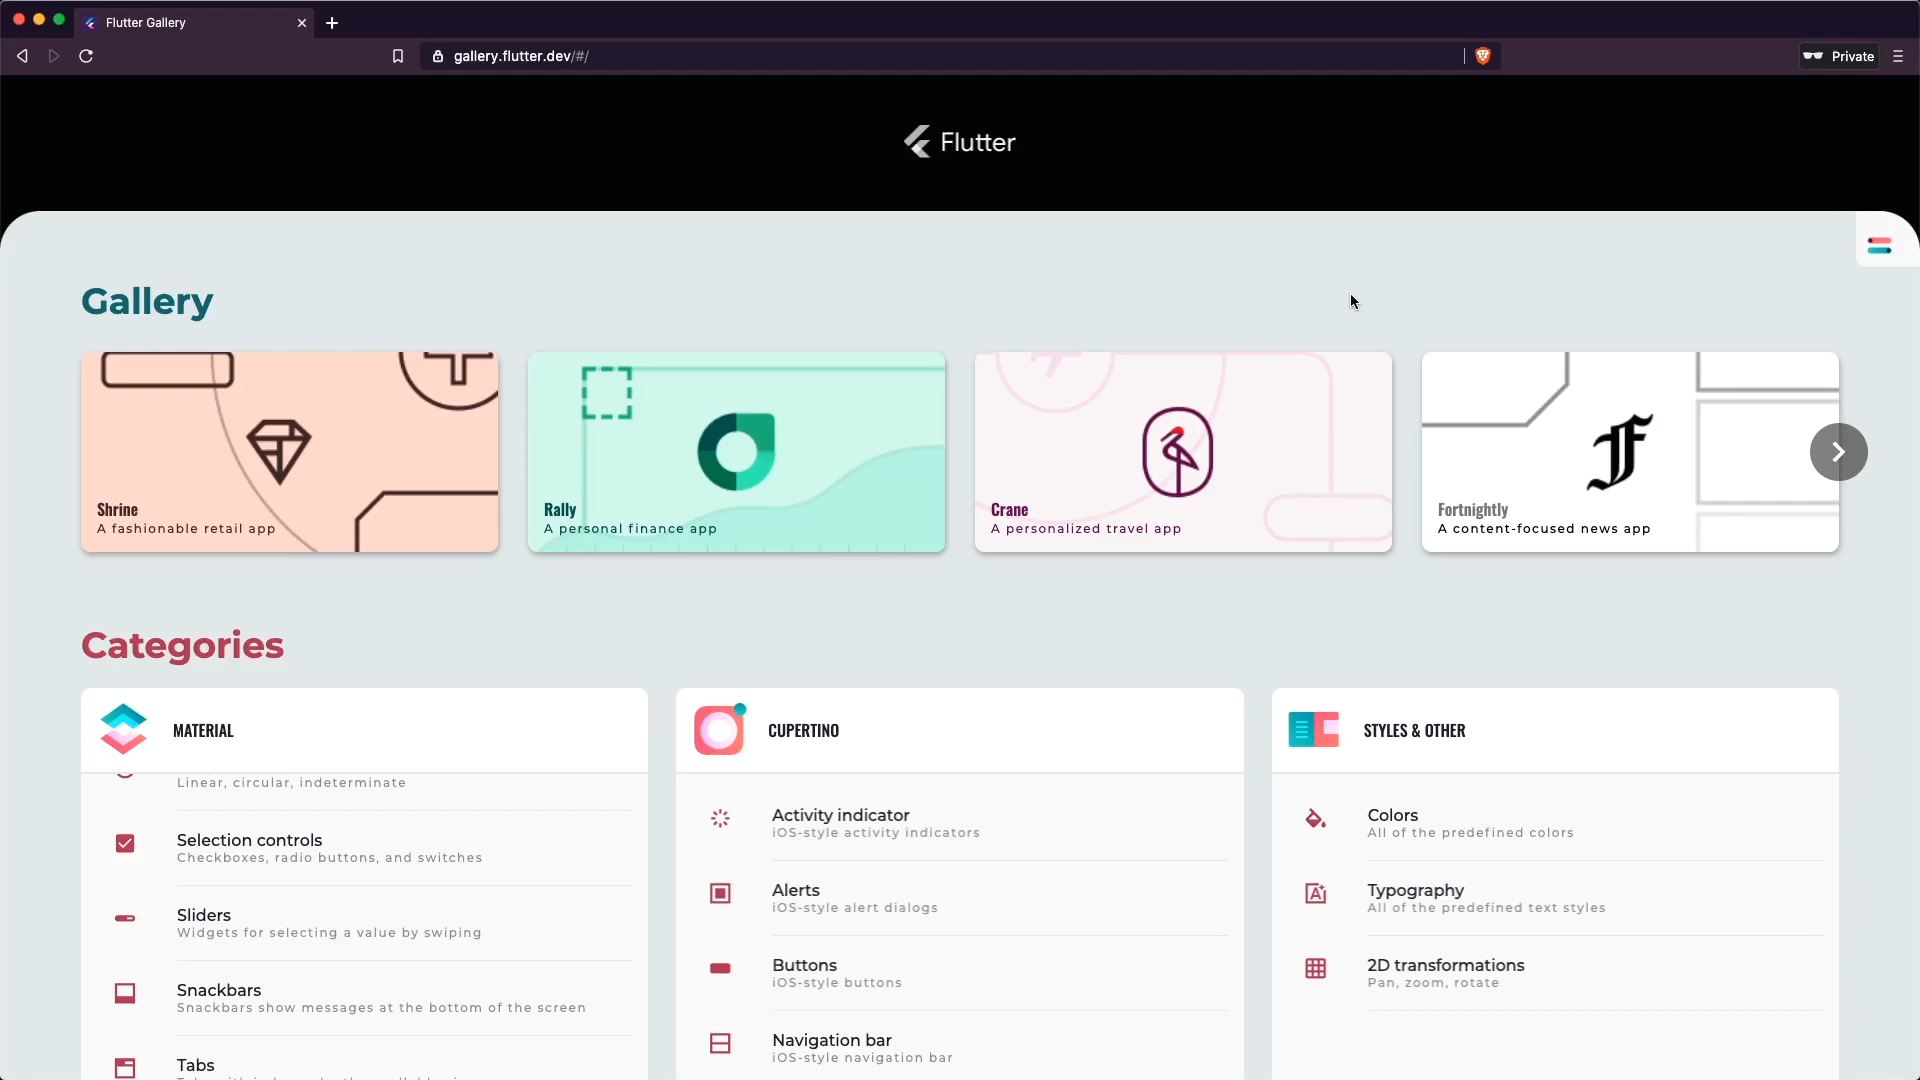 Flutter Gallery
gallery.flutter.dev/#/
Private
Flutter
Gallery
Shrine
A fashionable retail app
Rally
A personal finance app
Crane
A personalized travel app
Fortnightly
A content-focused news app
Categories
MATERIAL
Linear, circular, indeterminate
Selection controls
Checkboxes, radio buttons, and switches
Sliders
Widgets for selecting a value by swiping
Snackbars
Snackbars show messages at the bottom of the screen
Tabs
CUPERTINO
Activity indicator
iOS-style activity indicators
Alerts
iOS-style alert dialogs
Buttons
iOS-style buttons
Navigation bar
iOS-style navigation bar
STYLES & OTHER
Colors
All of the predefined colors
Typography
All of the predefined text styles
2D transformations
Pan, zoom, rotate